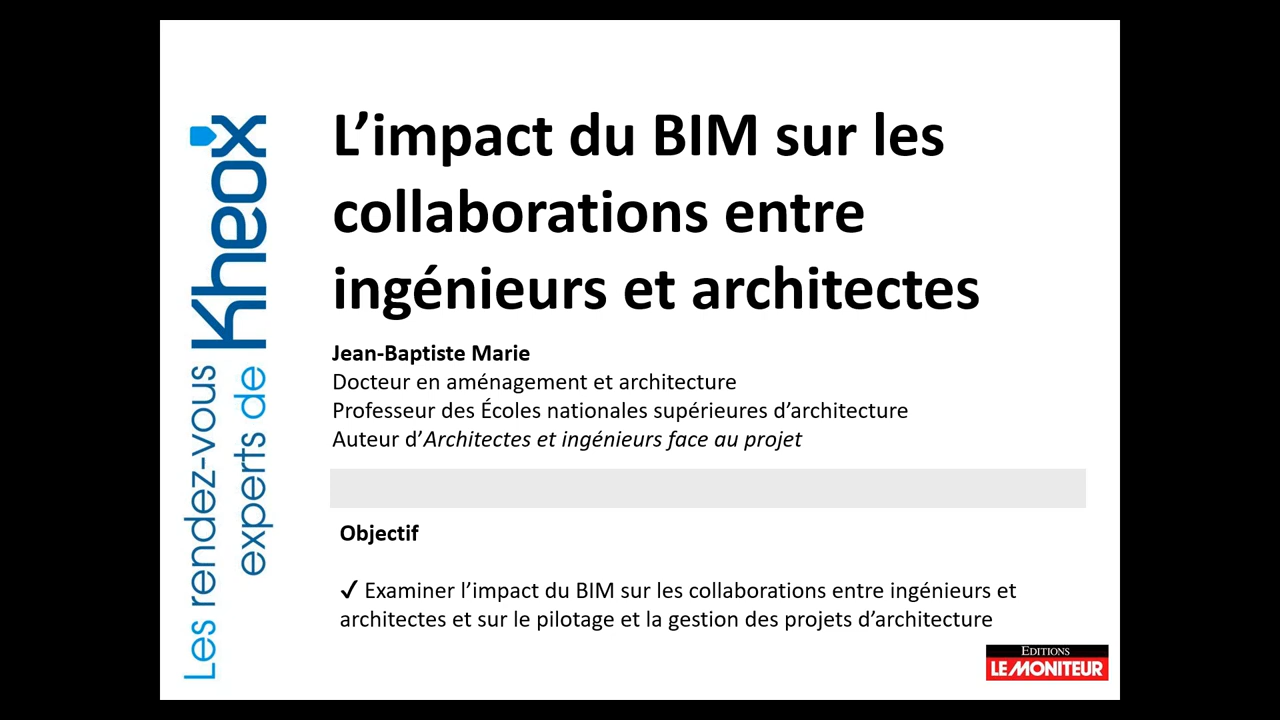 Les rendez-vous
experts de Kheox
L’impact du BIM sur les
collaborations entre
ingénieurs et architectes
Jean-Baptiste Marie
Docteur en aménagement et architecture
Professeur des Écoles nationales supérieures d’architecture
Auteur d’Architectes et ingénieurs face au projet
Objectif
✓ Examiner l’impact du BIM sur les collaborations entre ingénieurs et
architectes et sur le pilotage et la gestion des projets d’architecture
EDITIONS
LE MONITEUR